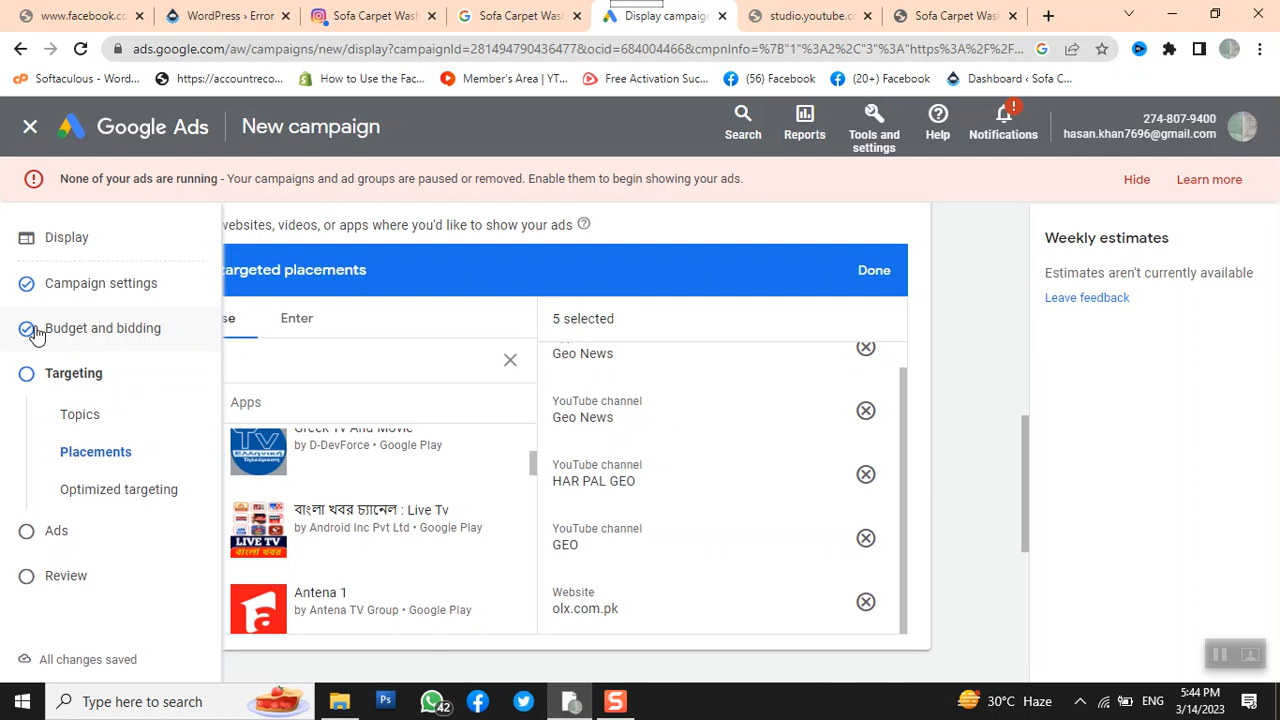 www.facebook.co
WordPress › Error
Sofa Carpet Was
Sofa Carpet Was
Display campaig
studio.youtube.co
Sofa Carpet Was
ads.google.com/aw/campaigns/new/display?campaignId=281494790436477&ocid=684004466&cmpnInfo=%7B"1"%3A2%2C"3"%3A"https%3A%2F%2F...
Softaculous - Word...
https://accountreco...
How to Use the Fac...
Member's Area | YT...
Free Activation Suc...
(56) Facebook
(20+) Facebook
Dashboard ‹ Sofa C...
Google Ads
New campaign
Search
Reports
Tools and settings
Help
Notifications
274-807-9400
hasan.khan7696@gmail.com
None of your ads are running - Your campaigns and ad groups are paused or removed. Enable them to begin showing your ads.
Hide
Learn more
Display
Campaign settings
Budget and bidding
Targeting
Topics
Placements
Optimized targeting
Ads
Review
All changes saved
websites, videos, or apps where you'd like to show your ads
targeted placements
Done
se
Enter
5 selected
Apps
Greek TV And Movie
by D-DevForce • Google Play
বাংলা খবর চ্যানেল : Live Tv
by Android Inc Pvt Ltd • Google Play
LIVE TV
বাংলা খবর
Antena 1
by Antena TV Group • Google Play
Geo News
YouTube channel
Geo News
YouTube channel
HAR PAL GEO
YouTube channel
GEO
Website
olx.com.pk
Weekly estimates
Estimates aren't currently available
Leave feedback
Type here to search
42
30°C Haze
ENG
5:44 PM
3/14/2023